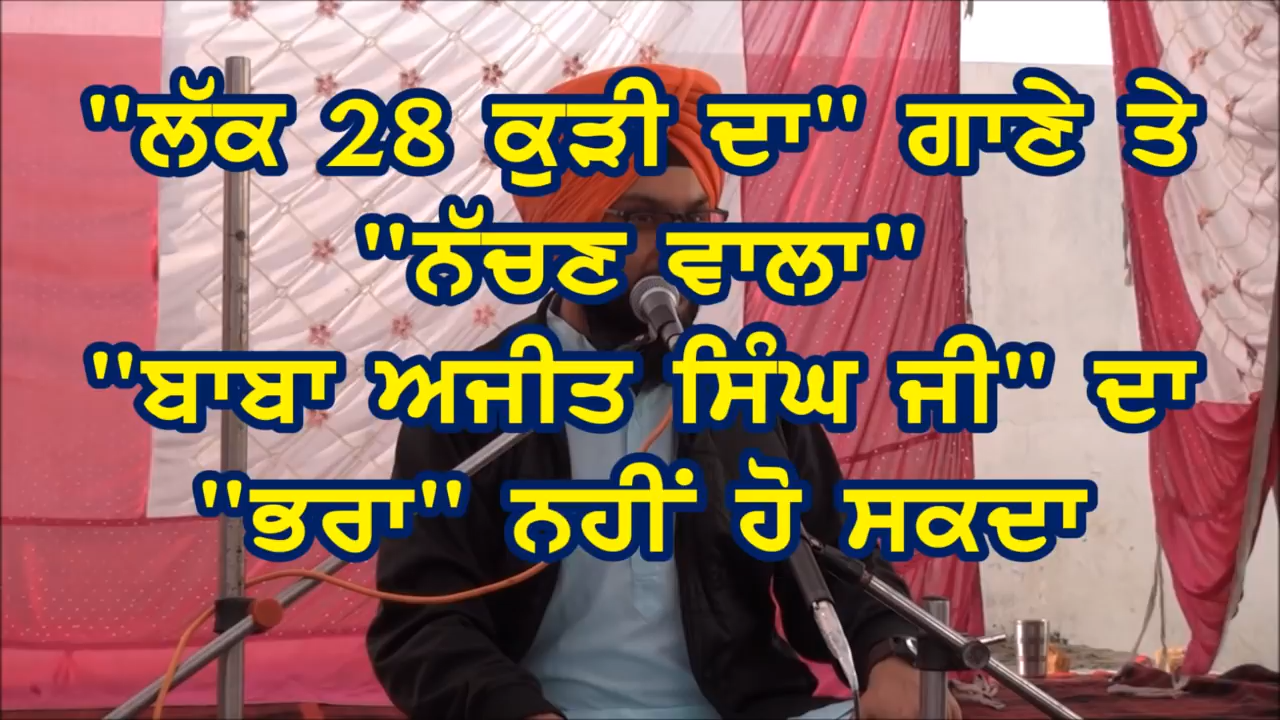 "ਲੱਕ 28 ਕੁੜੀ ਦਾ" ਗਾਣੇ ਤੇ
"ਨੱਚਣ ਵਾਲਾ"
"ਬਾਬਾ ਅਜੀਤ ਸਿੰਘ ਜੀ" ਦਾ
"ਭਰਾ" ਨਹੀਂ ਹੋ ਸਕਦਾ